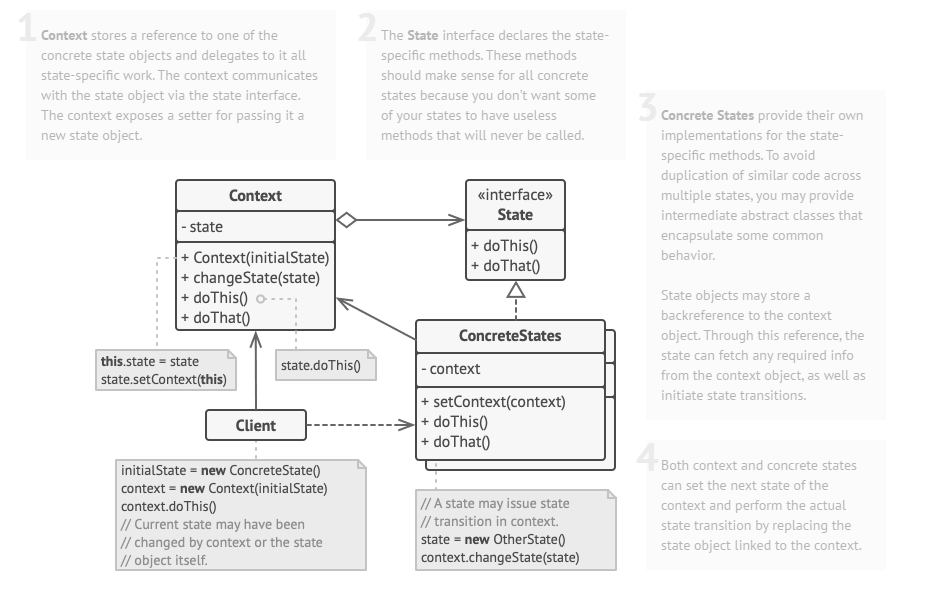 1
Context stores a reference to one of the
concrete state objects and delegates to it all
state-specific work. The context communicates
with the state object via the state interface.
The context exposes a setter for passing it a
new state object.
2
The State interface declares the state-
specific methods. These methods
should make sense for all concrete
states because you don't want some
of your states to have useless
methods that will never be called.
3
Concrete States provide their own
implementations for the state-
specific methods. To avoid
duplication of similar code across
multiple states, you may provide
intermediate abstract classes that
encapsulate some common
behavior.
State objects may store a
backreference to the context
object. Through this reference, the
state can fetch any required info
from the context object, as well as
initiate state transitions.
4
Both context and concrete states
can set the next state of the
context and perform the actual
state transition by replacing the
state object linked to the context.
Context
- state
+ Context(initialState)
+ changeState(state)
+ doThis()
+ doThat()
«interface»
State
+ doThis()
+ doThat()
this.state = state
state.setContext(this)
state.doThis()
ConcreteStates
- context
+ setContext(context)
+ doThis()
+ doThat()
Client
initialState = new ConcreteState()
context = new Context(initialState)
context.doThis()
// Current state may have been
// changed by context or the state
// object itself.
// A state may issue state
// transition in context.
state = new OtherState()
context.changeState(state)